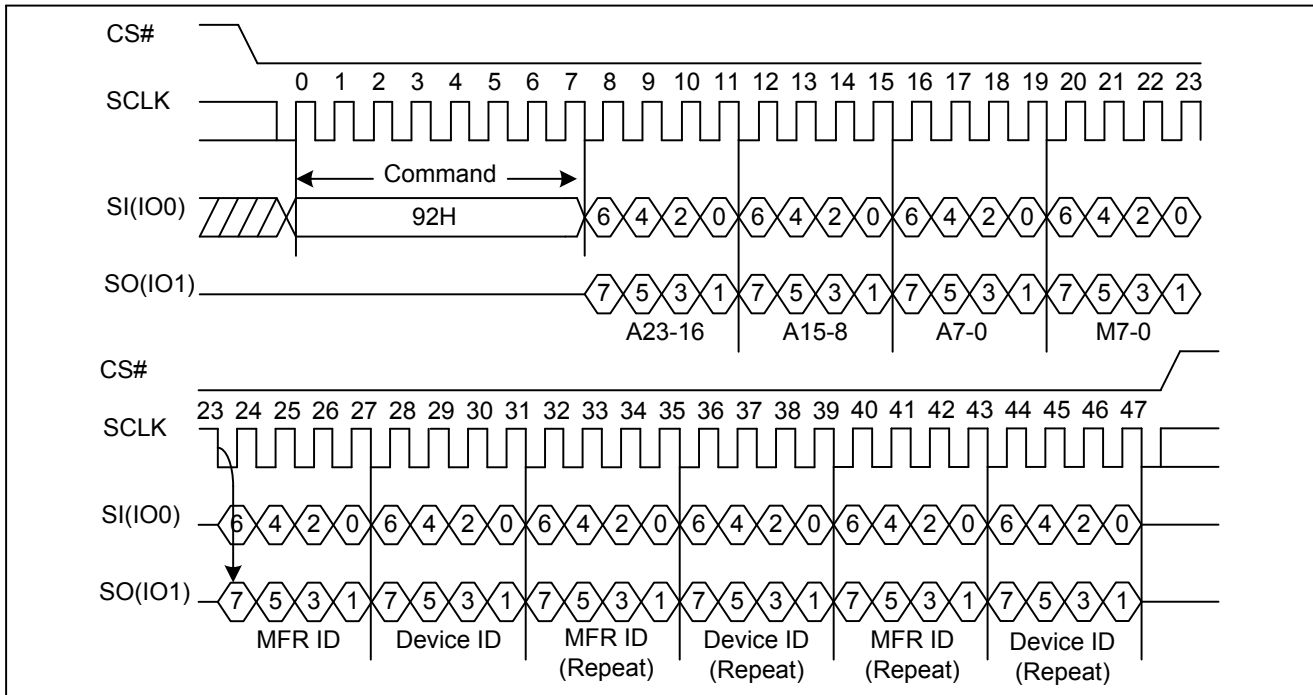 CS#
0 1 2 3 4 5 6 7 8 9 10 11 12 13 14 15 16 17 18 19 20 21 22 23
SCLK
Command
SI(IO0)
92H
6 4 2 0 6 4 2 0 6 4 2 0 6 4 2 0
SO(IO1)
7 5 3 1 7 5 3 1 7 5 3 1 7 5 3 1
A23-16 A15-8 A7-0 M7-0
CS#
23 24 25 26 27 28 29 30 31 32 33 34 35 36 37 38 39 40 41 42 43 44 45 46 47
SCLK
SI(IO0)
6 4 2 0 6 4 2 0 6 4 2 0 6 4 2 0 6 4 2 0 6 4 2 0
SO(IO1)
7 5 3 1 7 5 3 1 7 5 3 1 7 5 3 1 7 5 3 1 7 5 3 1
MFR ID Device ID MFR ID Device ID MFR ID Device ID
(Repeat) (Repeat) (Repeat) (Repeat)